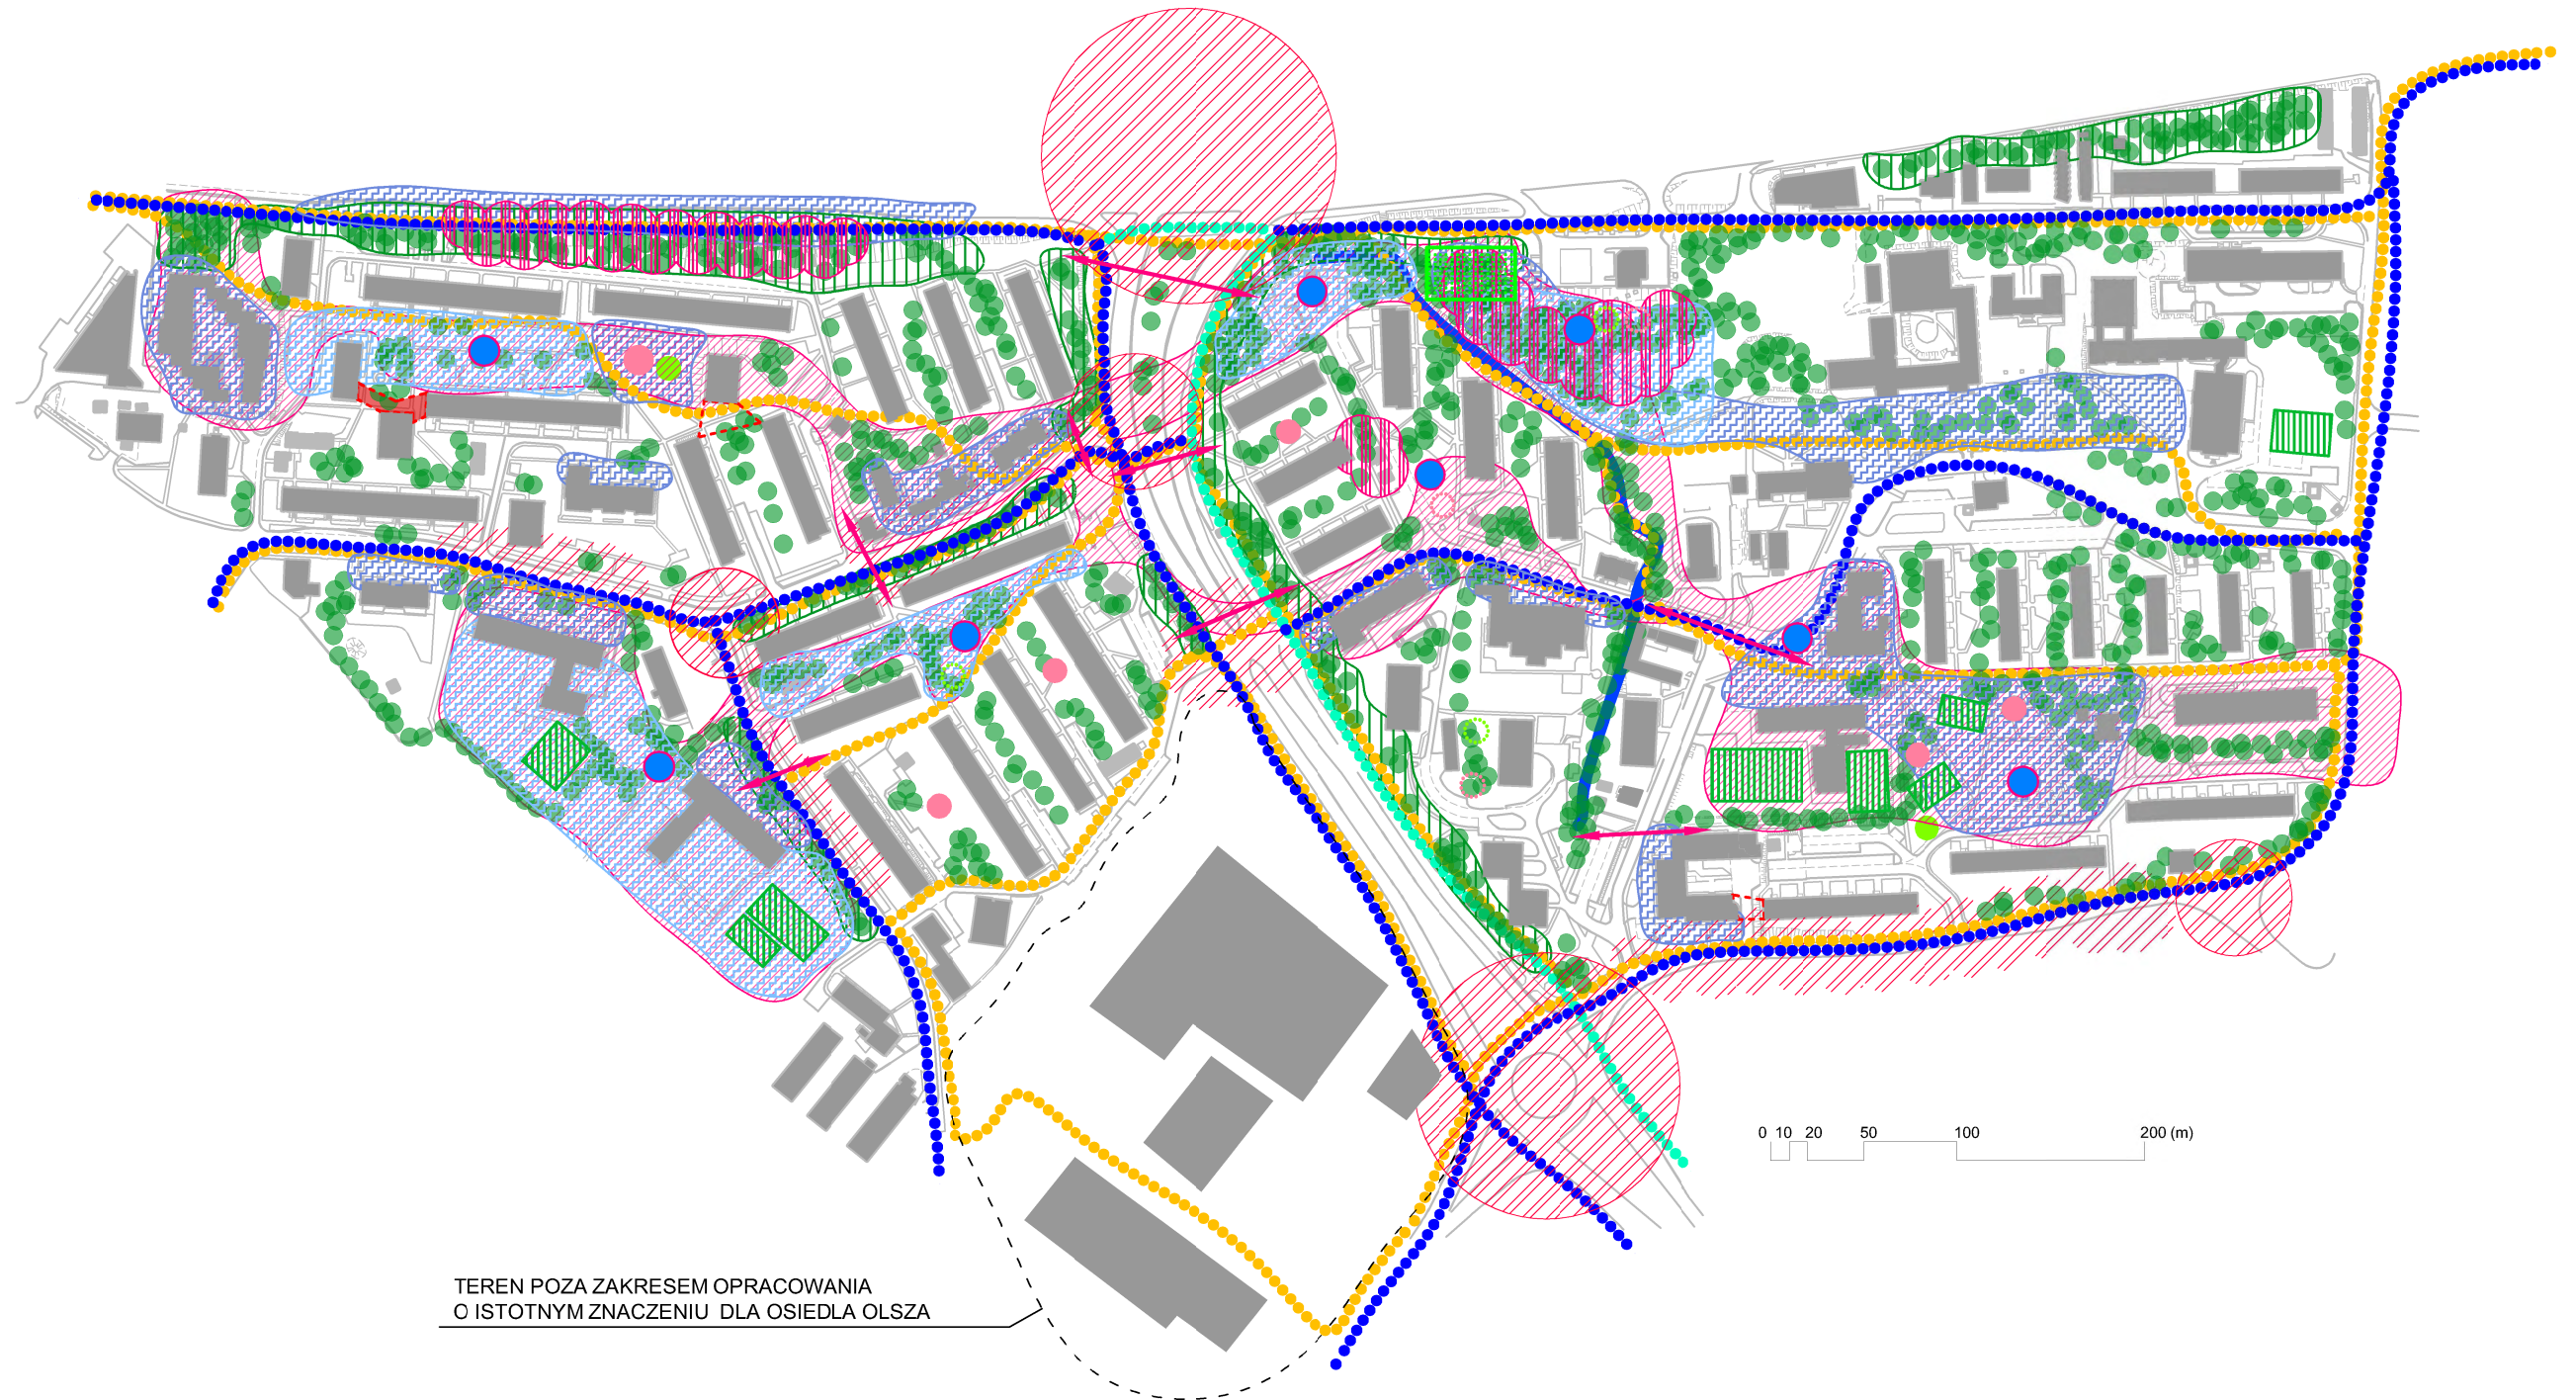 0 10 20 50 100 200 (m)
TEREN POZA ZAKRESEM OPRACOWANIA
O ISTOTNYM ZNACZENIU DLA OSIEDLA OLSZA